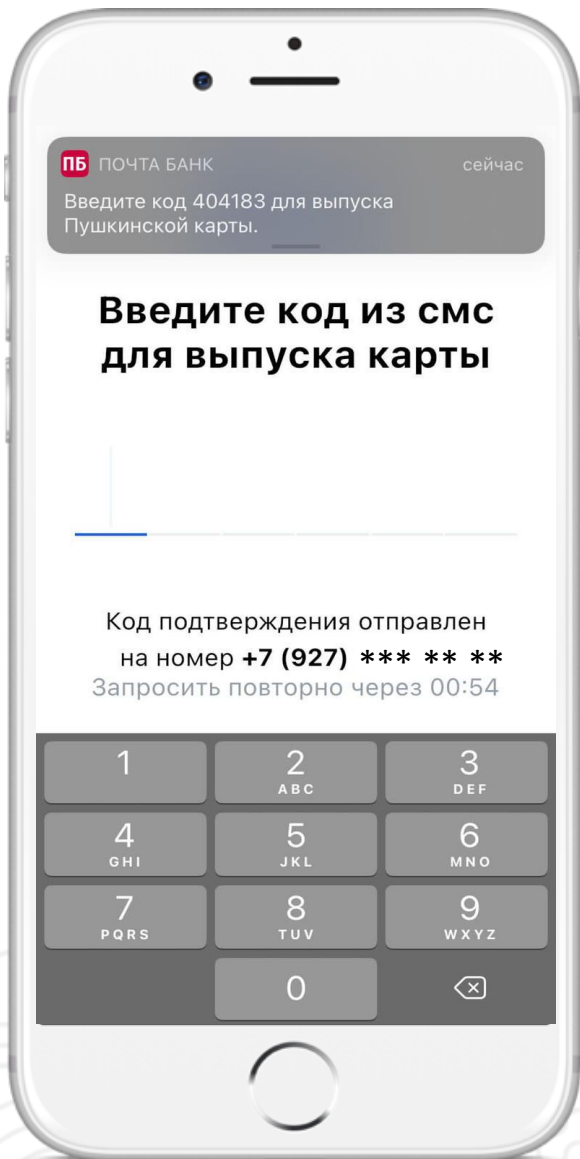 ПБ ПОЧТА БАНК сейчас
Введите код 404183 для выпуска
Пушкинской карты.
Введите код из смс
для выпуска карты
Код подтверждения отправлен
на номер +7 (927) *** ** **
Запросить повторно через 00:54
1 2 3
ABC DEF
4 5 6
GHI JKL MNO
7 8 9
PQRS TUV WXYZ
0